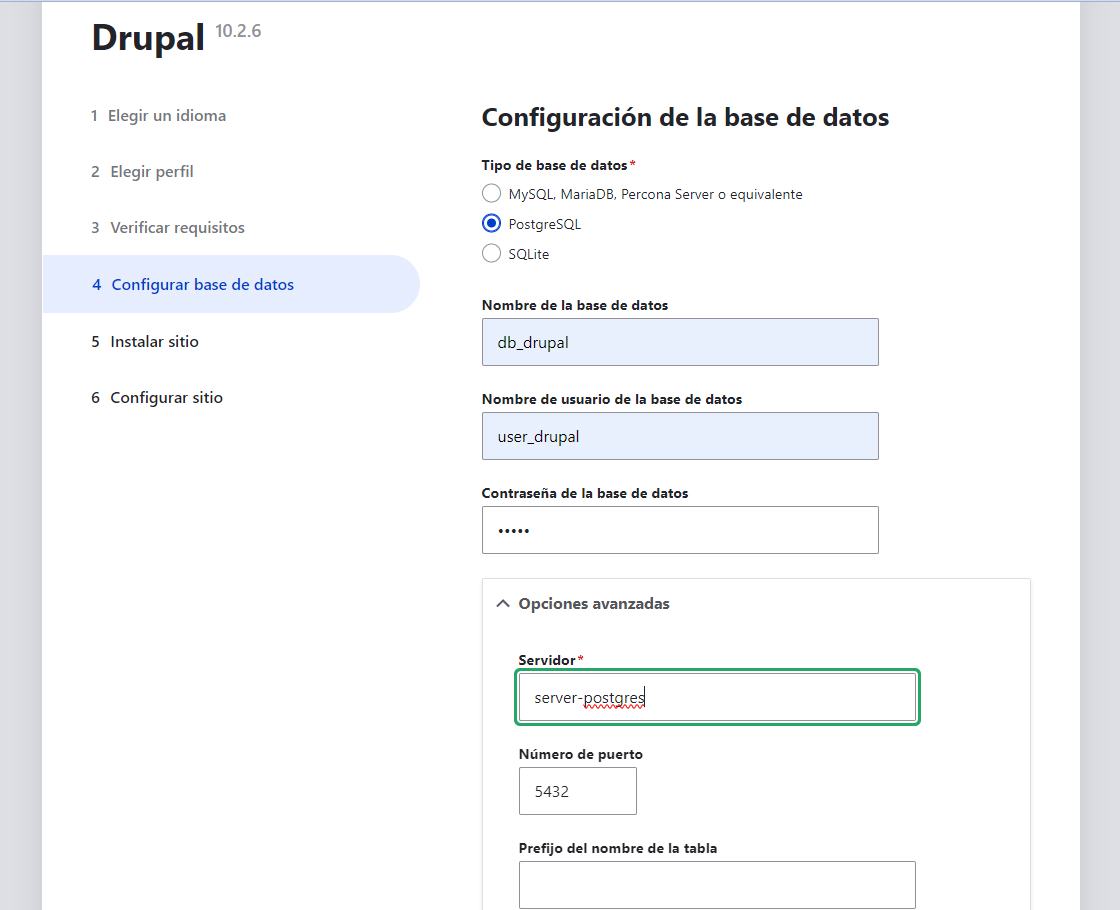 Drupal 10.2.6
1 Elegir un idioma
2 Elegir perfil
3 Verificar requisitos
4 Configurar base de datos
5 Instalar sitio
6 Configurar sitio
Configuración de la base de datos
Tipo de base de datos*
MySQL, MariaDB, Percona Server o equivalente
PostgreSQL
SQLite
Nombre de la base de datos
db_drupal
Nombre de usuario de la base de datos
user_drupal
Contraseña de la base de datos
•••••
Opciones avanzadas
Servidor*
server-postgres
Número de puerto
5432
Prefijo del nombre de la tabla